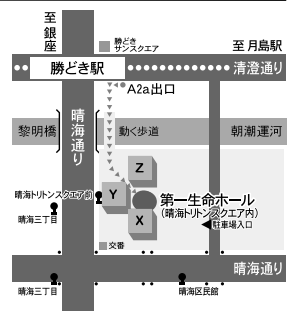 至銀座
勝どき
サンスクエア
至月島駅
勝どき駅
清澄通り
A2a出口
晴海通り
黎明橋
動く歩道
朝潮運河
Z
Y
X
晴海トリトンスクエア前
第一生命ホール
(晴海トリトンスクエア内)
晴海三丁目
駐車場入口
交番
晴海通り
晴海三丁目
晴海区民館